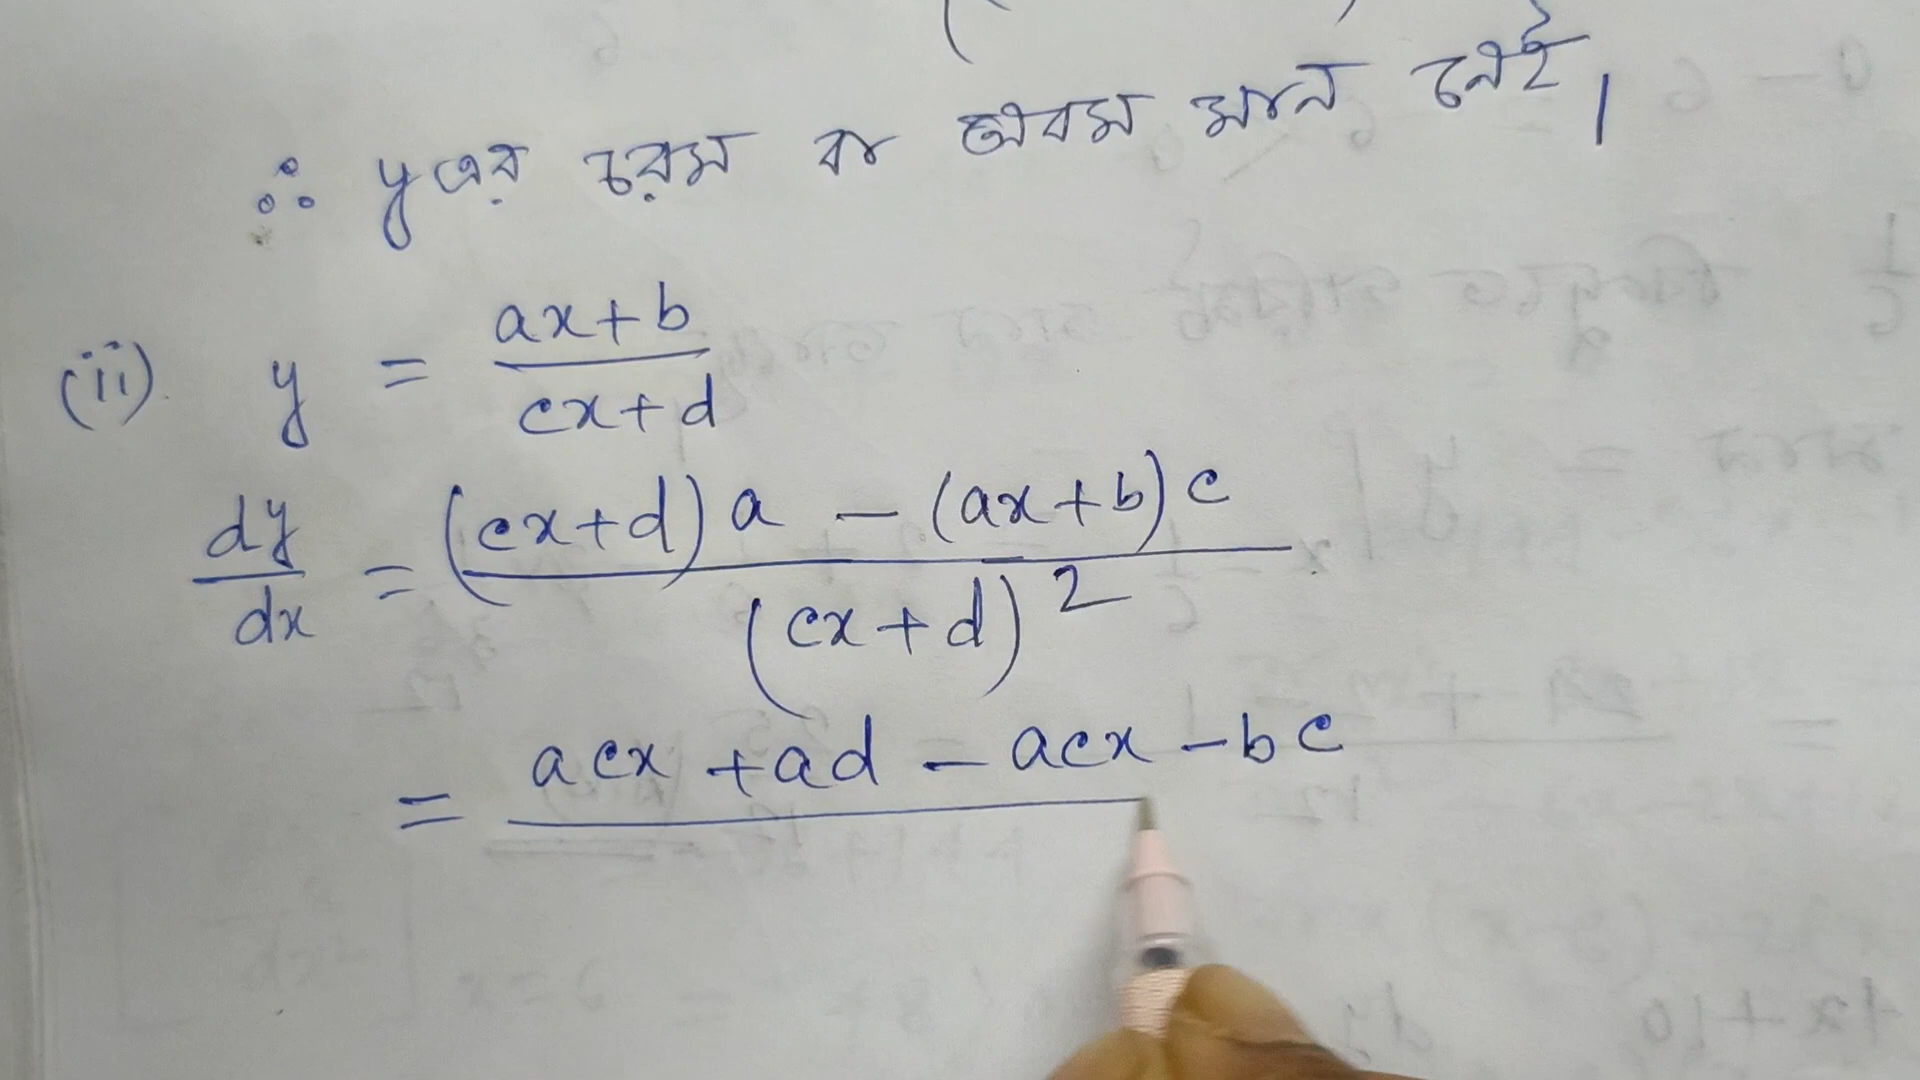 ∴ y এর চরম বা অবম মান নেই।
(ii) y = (ax+b)/(cx+d)
dy/dx = ((cx+d)a - (ax+b)c)/(cx+d)²
= acx + ad - acx - bc